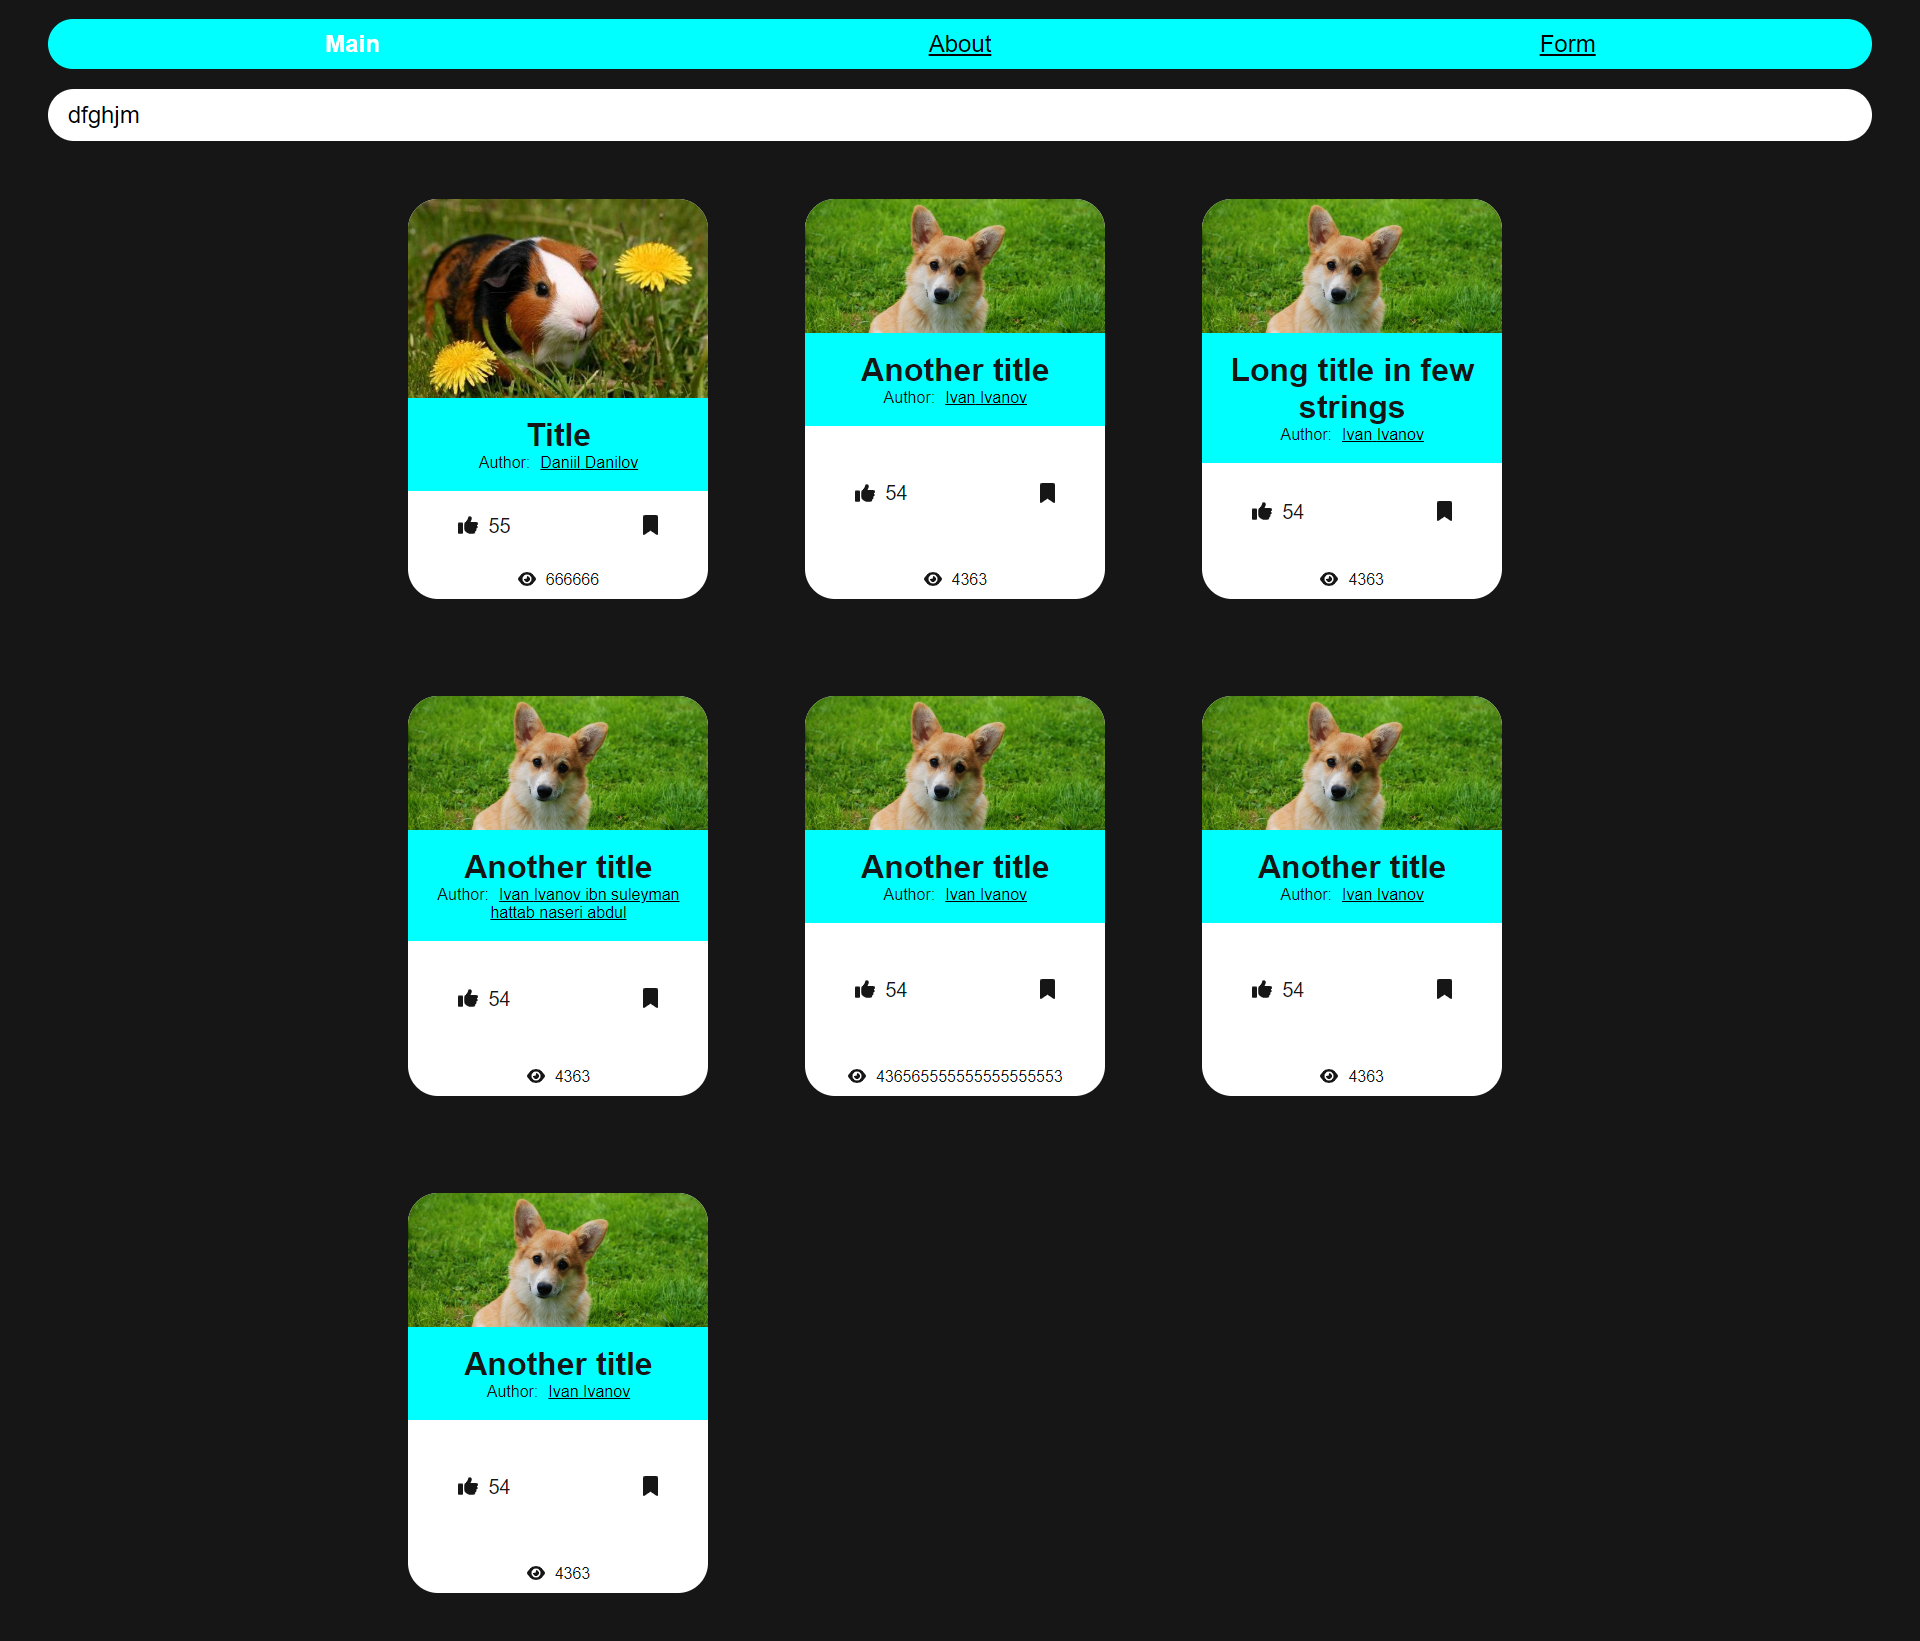 Main About Form
dfghjm
Title
Author: Daniil Danilov
55
666666
Another title
Author: Ivan Ivanov
54
4363
Long title in few
strings
Author: Ivan Ivanov
54
4363
Another title
Author: Ivan Ivanov ibn suleyman
hattab naseri abdul
54
4363
Another title
Author: Ivan Ivanov
54
436565555555555555553
Another title
Author: Ivan Ivanov
54
4363
Another title
Author: Ivan Ivanov
54
4363